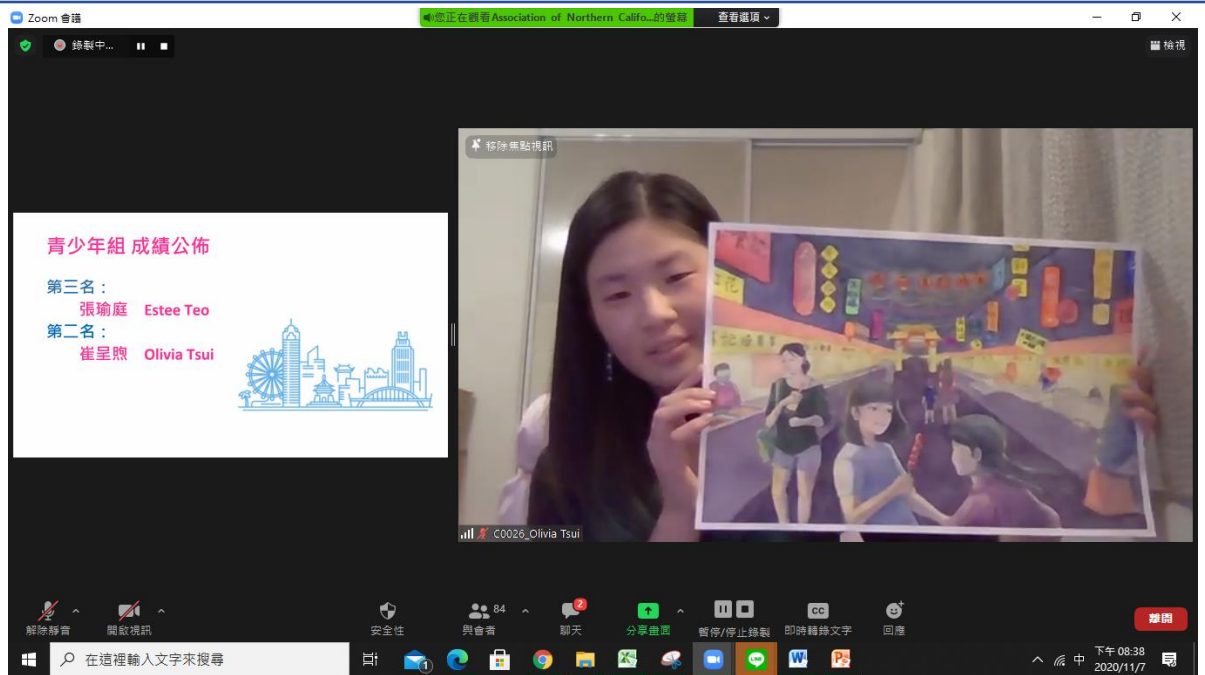 Zoom 會議
您正在觀看Association of Northern Califo...的螢幕
查看選項
錄製中...
檢視
移除焦點視訊
青少年組 成績公佈
第三名：
張瑜庭 Estee Teo
第二名：
崔呈煦 Olivia Tsui
C0026_Olivia Tsui
解除靜音
開啟視訊
安全性
84
與會者
2
聊天
分享畫面
暫停/停止錄製
CC
即時轉錄文字
回應
離開
在這裡輸入文字來搜尋
1
LINE
中
下午 08:38
2020/11/7